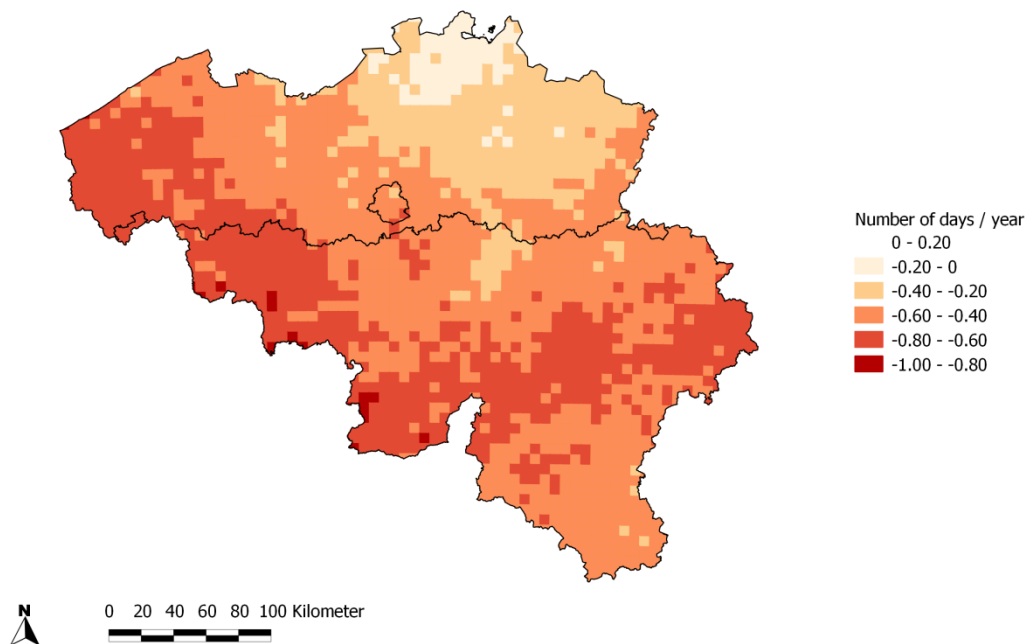 Number of days / year
0 - 0.20
-0.20 - 0
-0.40 - -0.20
-0.60 - -0.40
-0.80 - -0.60
-1.00 - -0.80
N
0 20 40 60 80 100 Kilometer